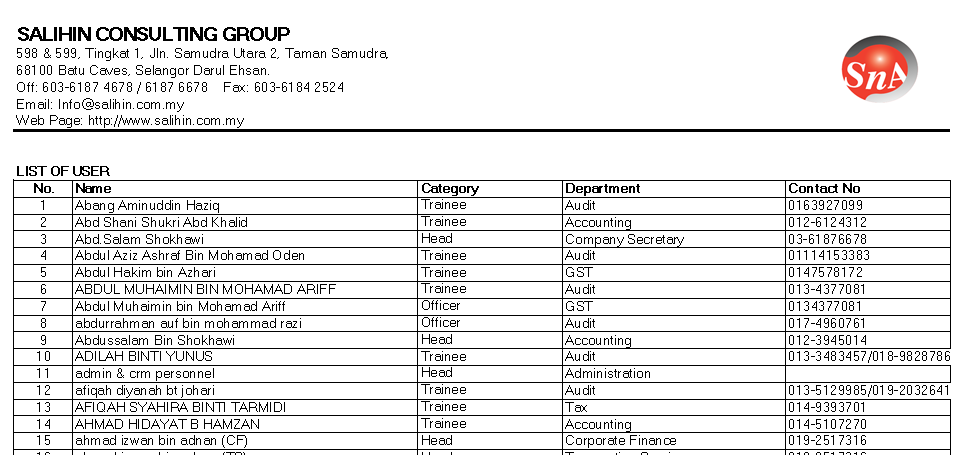 SALIHIN CONSULTING GROUP
598 & 599, Tingkat 1, Jln. Samudra Utara 2, Taman Samudra,
68100 Batu Caves, Selangor Darul Ehsan.
Off: 603-6187 4678 / 6187 6678 Fax: 603-6184 2524
Email: Info@salihin.com.my
Web Page: http://www.salihin.com.my
SnA
LIST OF USER
No. Name Category Department Contact No
1 Abang Aminuddin Haziq Trainee Audit 0163927099
2 Abd Shani Shukri Abd Khalid Trainee Accounting 012-6124312
3 Abd.Salam Shokhawi Head Company Secretary 03-61876678
4 Abdul Aziz Ashraf Bin Mohamad Oden Trainee Audit 01114153383
5 Abdul Hakim bin Azhari Trainee GST 0147578172
6 ABDUL MUHAIMIN BIN MOHAMAD ARIFF Trainee Audit 013-4377081
7 Abdul Muhaimin bin Mohamad Ariff Officer GST 0134377081
8 abdurrahman auf bin mohammad razi Officer Audit 017-4960761
9 Abdussalam Bin Shokhawi Head Accounting 012-3945014
10 ADILAH BINTI YUNUS Trainee Audit 013-3483457/018-9828786
11 admin & crm personnel Head Administration
12 afiqah diyanah bt johari Trainee Audit 013-5129985/019-2032641
13 AFIQAH SYAHIRA BINTI TARMIDI Trainee Tax 014-9393701
14 AHMAD HIDAYAT B HAMZAN Trainee Accounting 014-5107270
15 ahmad izwan bin adnan (CF) Head Corporate Finance 019-2517316